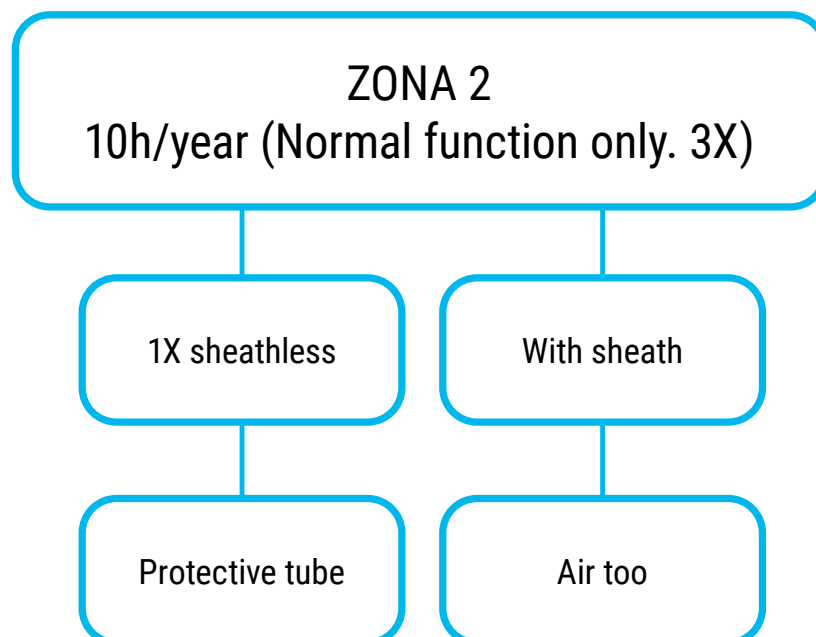 ZONA 2
10h/year (Normal function only. 3X)
1X sheathless
With sheath
Protective tube
Air too